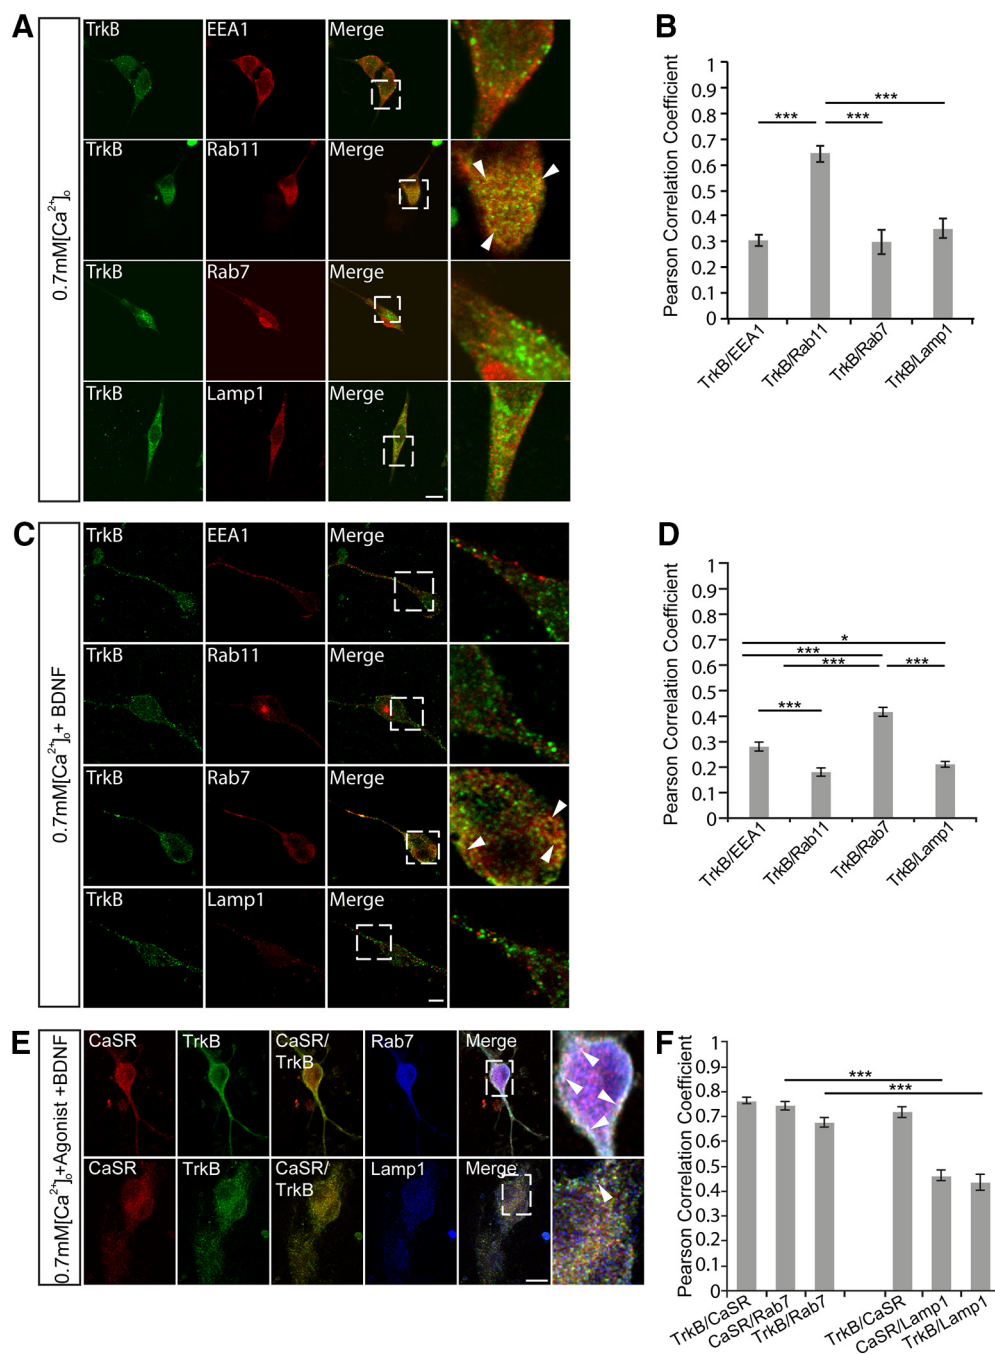 A
0.7mM[Ca²⁺]ₒ
TrkB EEA1 Merge
TrkB Rab11 Merge
TrkB Rab7 Merge
TrkB Lamp1 Merge
B
Pearson Correlation Coefficient
1
0.9
0.8
0.7
0.6
0.5
0.4
0.3
0.2
0.1
0
***
*** ***
TrkB/EEA1 TrkB/Rab11 TrkB/Rab7 TrkB/Lamp1
C
0.7mM[Ca²⁺]ₒ+ BDNF
TrkB EEA1 Merge
TrkB Rab11 Merge
TrkB Rab7 Merge
TrkB Lamp1 Merge
D
Pearson Correlation Coefficient
1
0.9
0.8
0.7
0.6
0.5
0.4
0.3
0.2
0.1
0
*
***
*** ***
***
TrkB/EEA1 TrkB/Rab11 TrkB/Rab7 TrkB/Lamp1
E
0.7mM[Ca²⁺]ₒ+Agonist +BDNF
CaSR TrkB CaSR/ Rab7 Merge
TrkB
CaSR TrkB CaSR/ Lamp1 Merge
TrkB
F
Pearson Correlation Coefficient
1
0.9
0.8
0.7
0.6
0.5
0.4
0.3
0.2
0.1
0
***
***
TrkB/CaSR CaSR/Rab7 TrkB/Rab7 TrkB/CaSR CaSR/Lamp1 TrkB/Lamp1